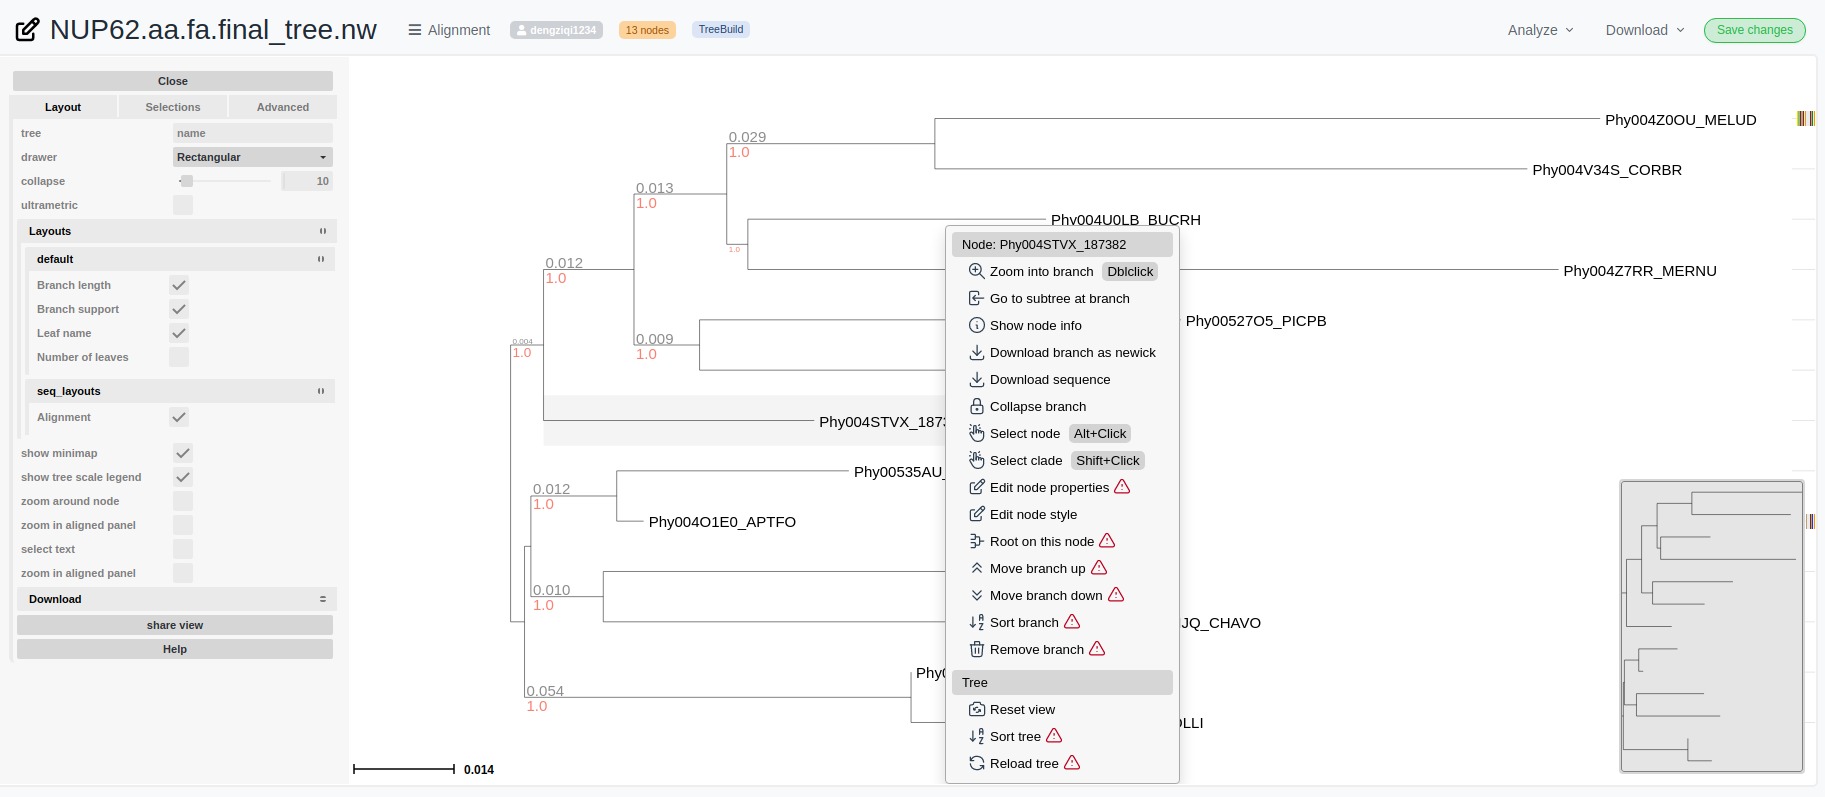 NUP62.aa.fa.final_tree.nw
Alignment
dengziqi1234
13 nodes
TreeBuild
Analyze
Download
Save changes
Close
Layout
Selections
Advanced
tree
name
drawer
Rectangular
collapse
10
ultrametric
Layouts
default
Branch length
Branch support
Leaf name
Number of leaves
seq_layouts
Alignment
show minimap
show tree scale legend
zoom around node
zoom in aligned panel
select text
zoom in aligned panel
Download
share view
Help
Phy004Z0OU_MELUD
0.029
1.0
Phy004V34S_CORBR
0.013
1.0
Phy004U0LB_BUCRH
1.0
0.012
1.0
Phy004Z7RR_MERNU
Phy00527O5_PICPB
0.009
1.0
0.004
1.0
Phy004STVX_1873
Phy00535AU_
0.012
1.0
Phy004O1E0_APTFO
0.010
1.0
JQ_CHAVO
Phy0
0.054
1.0
OLLI
0.014
Node: Phy004STVX_187382
Zoom into branch Dblclick
Go to subtree at branch
Show node info
Download branch as newick
Download sequence
Collapse branch
Select node Alt+Click
Select clade Shift+Click
Edit node properties
Edit node style
Root on this node
Move branch up
Move branch down
Sort branch
Remove branch
Tree
Reset view
Sort tree
Reload tree